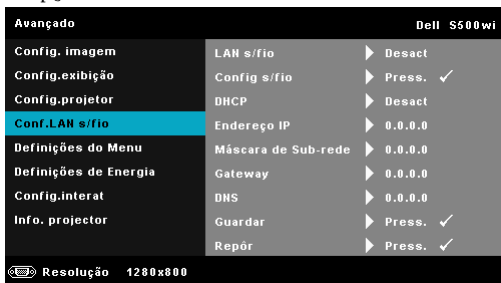 Avançado Dell S500wi
Config. imagem
Config.exibição
Config.projetor
Conf.LAN s/fio
Definições do Menu
Definições de Energia
Config.interat
Info. projector
LAN s/fio Desact
Config s/fio Press.
DHCP Desact
Endereço IP 0.0.0.0
Máscara de Sub-rede 0.0.0.0
Gateway 0.0.0.0
DNS 0.0.0.0
Guardar Press.
Repór Press.
Resolução 1280x800